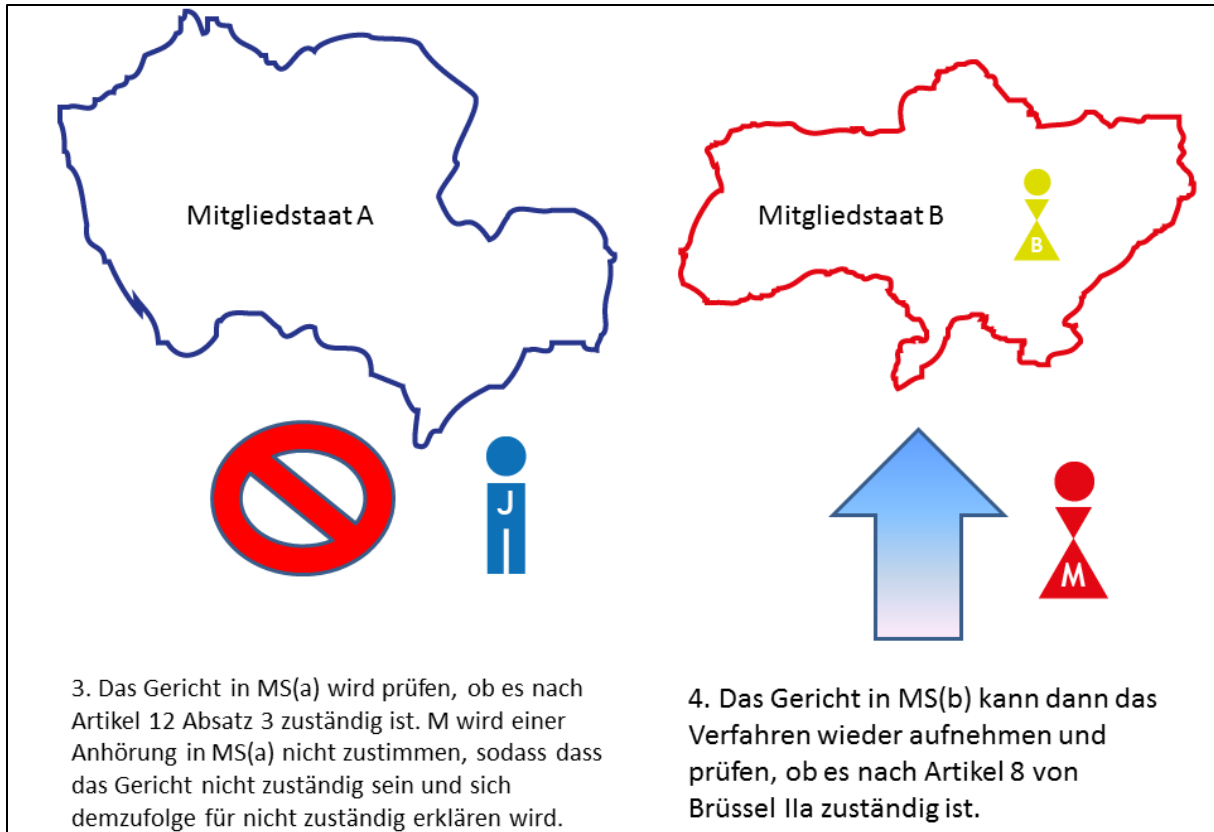 Mitgliedstaat A
Mitgliedstaat B
B
J
M
3. Das Gericht in MS(a) wird prüfen, ob es nach
Artikel 12 Absatz 3 zuständig ist. M wird einer
Anhörung in MS(a) nicht zustimmen, sodass dass
das Gericht nicht zuständig sein und sich
demzufolge für nicht zuständig erklären wird.
4. Das Gericht in MS(b) kann dann das
Verfahren wieder aufnehmen und
prüfen, ob es nach Artikel 8 von
Brüssel IIa zuständig ist.